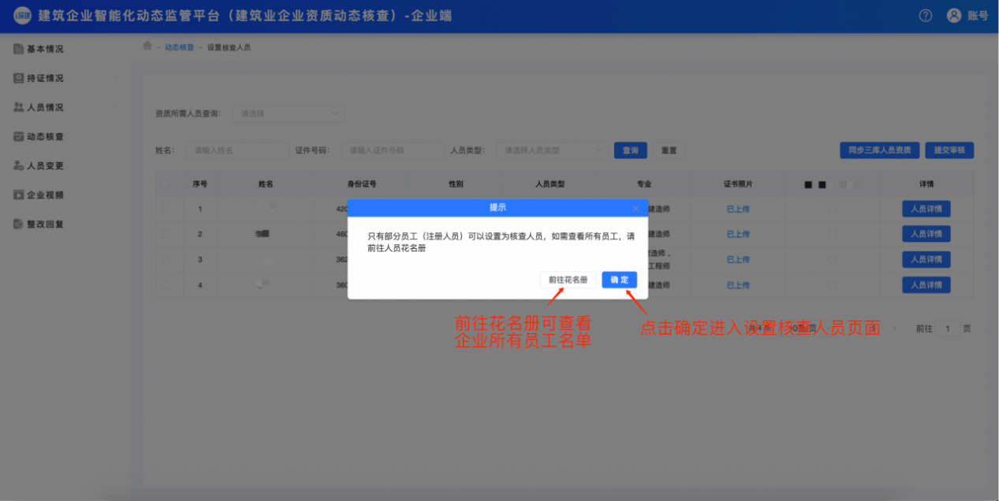 i深建 建筑企业智能化动态监管平台（建筑业企业资质动态核查）-企业端
账号
基本情况
持证情况
人员情况
动态核查
人员变更
企业视频
整改回复
动态核查 - 设置核查人员
资质所需人员查询： 请选择
姓名： 请输入姓名 证件号码： 请输入证件号码 人员类型： 请选择人员类型 查询 重置 同步三库人员资质 提交审核
序号 姓名 身份证号 性别 人员类型 专业 证书照片 详情
1 420 建造师 已上传 人员详情
2 460 建造师 已上传 人员详情
3 362 造师、 已上传 人员详情
工程师
4 360 建造师 已上传 人员详情
提示
只有部分员工（注册人员）可以设置为核查人员，如需查看所有员工，请
前往人员花名册
前往花名册 确定
前往花名册可查看
企业所有员工名单
点击确定进入设置核查人员页面
共4条 10条/页 1 前往 1 页